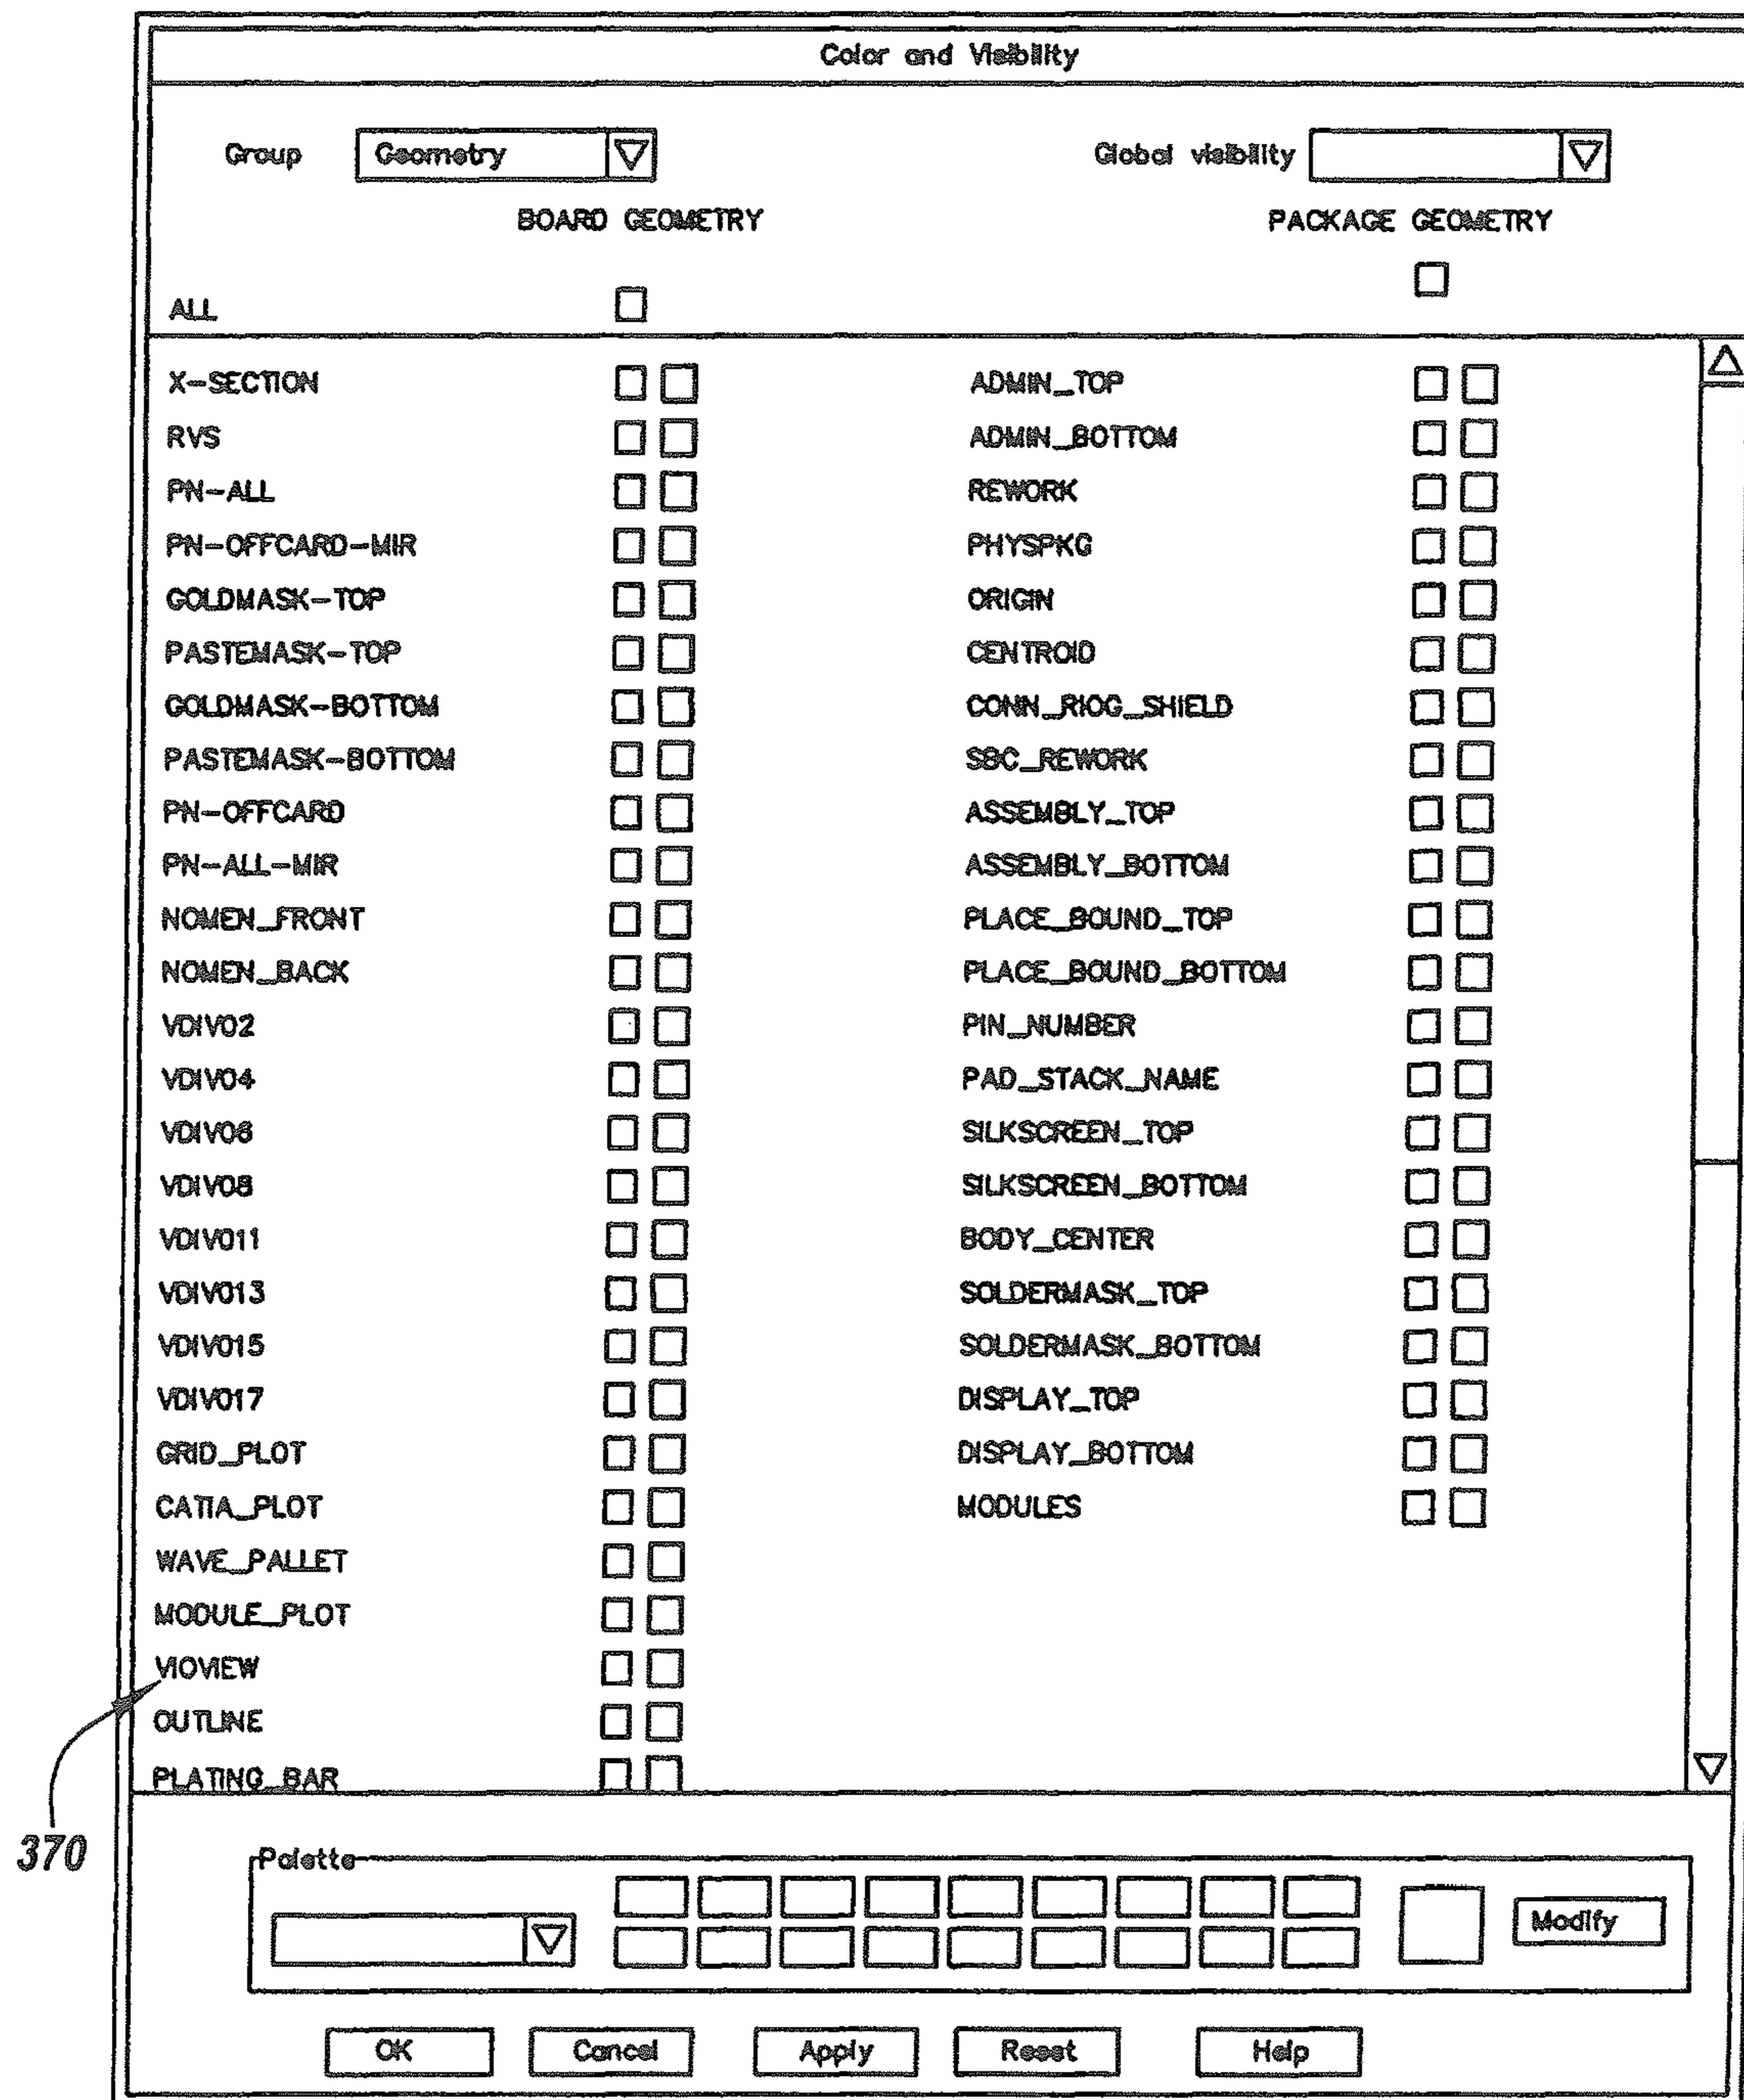 Color and Visibility
Group Geometry Global visibility
BOARD GEOMETRY PACKAGE GEOMETRY
ALL
X-SECTION ADMIN_TOP
RVS ADMIN_BOTTOM
PN-ALL REWORK
PN-OFFCARD-MIR PHYSPKG
GOLDMASK-TOP ORIGIN
PASTEMASK-TOP CENTROID
GOLDMASK-BOTTOM CONN_RIOG_SHIELD
PASTEMASK-BOTTOM SBC_REWORK
PN-OFFCARD ASSEMBLY_TOP
PN-ALL-MIR ASSEMBLY_BOTTOM
NOMEN_FRONT PLACE_BOUND_TOP
NOMEN_BACK PLACE_BOUND_BOTTOM
VDIV02 PIN_NUMBER
VDIV04 PAD_STACK_NAME
VDIV06 SILKSCREEN_TOP
VDIV08 SILKSCREEN_BOTTOM
VDIV011 BODY_CENTER
VDIV013 SOLDERMASK_TOP
VDIV015 SOLDERMASK_BOTTOM
VDIV017 DISPLAY_TOP
GRID_PLOT DISPLAY_BOTTOM
CATIA_PLOT MODULES
WAVE_PALLET
MODULE_PLOT
VIOVIEW
OUTLINE
PLATING_BAR
370
Palette
Modify
OK Cancel Apply Reset Help